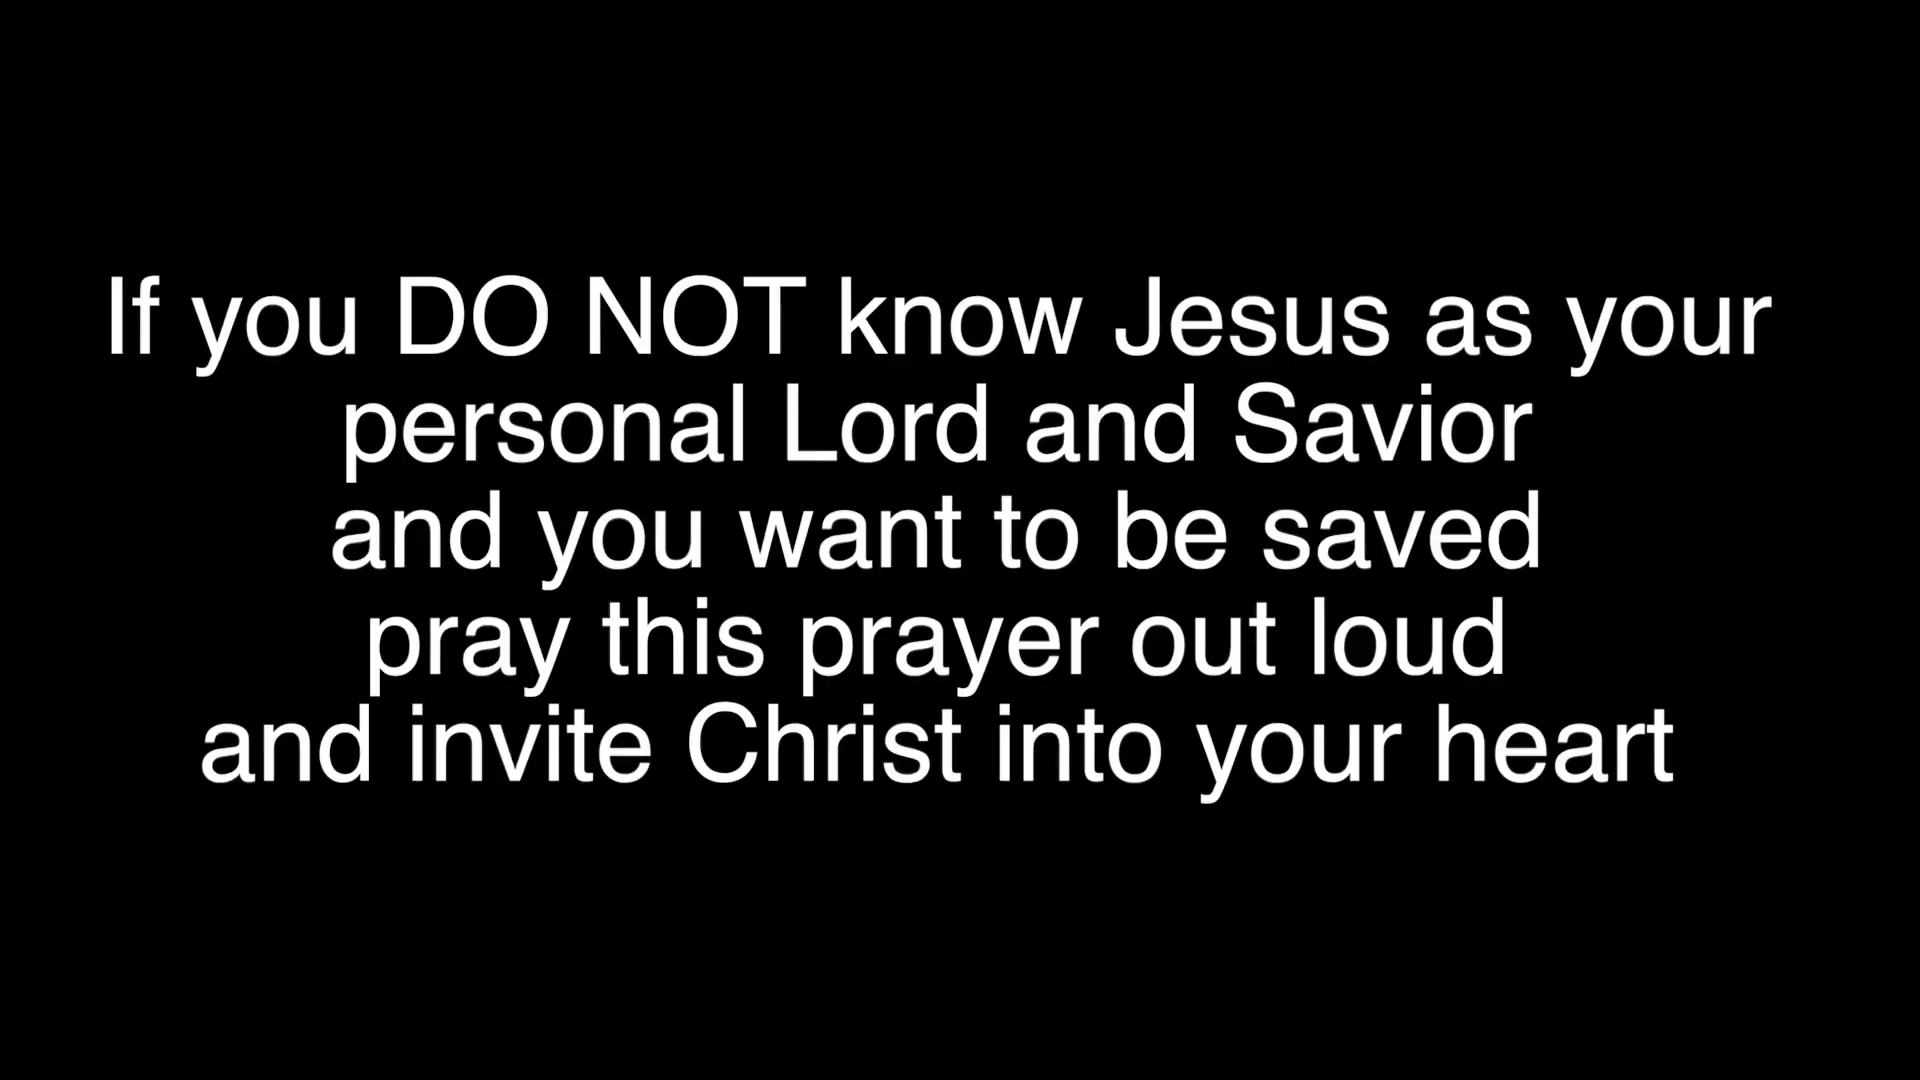 If you DO NOT know Jesus as your
personal Lord and Savior
and you want to be saved
pray this prayer out loud
and invite Christ into your heart